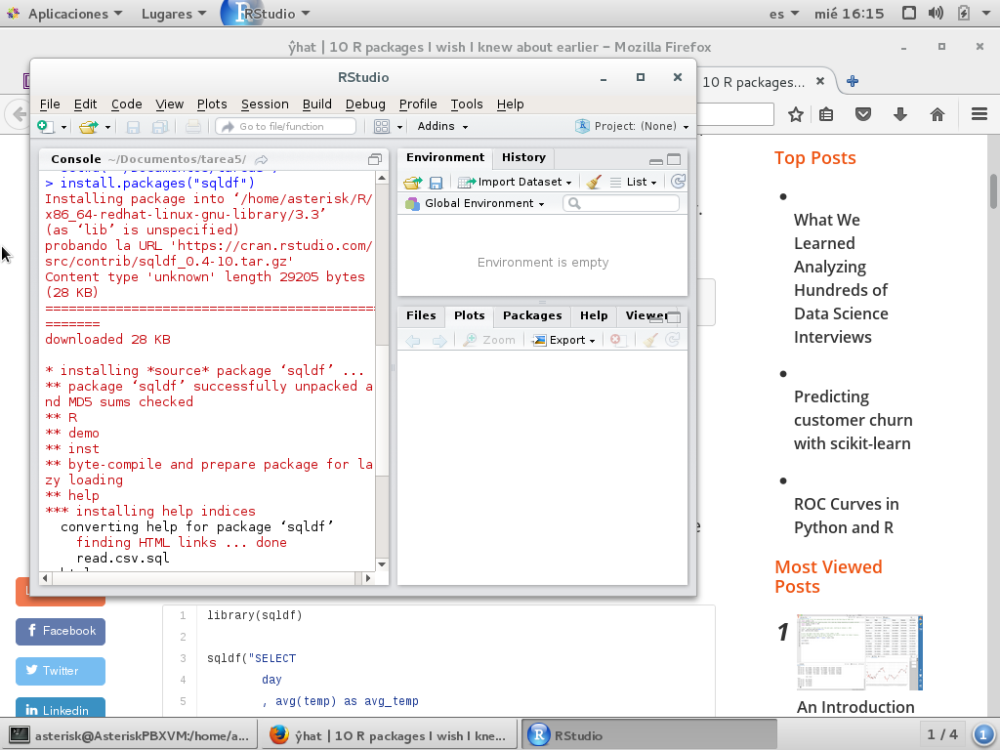 Aplicaciones
Lugares
RStudio
es
mié 16:15
ŷhat | 10 R packages I wish I knew about earlier – Mozilla Firefox
10 R packages...
RStudio
File Edit Code View Plots Session Build Debug Profile Tools Help
Go to file/function
Addins
Project: (None)
Console ~/Documentos/tarea5/
> install.packages("sqldf")
Installing package into ‘/home/asterisk/R/
x86_64-redhat-linux-gnu-library/3.3’
(as ‘lib’ is unspecified)
probando la URL 'https://cran.rstudio.com/
src/contrib/sqldf_0.4-10.tar.gz'
Content type 'unknown' length 29205 bytes
(28 KB)
==========================================
=======
downloaded 28 KB
* installing *source* package ‘sqldf’ ...
** package ‘sqldf’ successfully unpacked a
nd MD5 sums checked
** R
** demo
** inst
** byte-compile and prepare package for la
zy loading
** help
*** installing help indices
converting help for package ‘sqldf’
finding HTML links ... done
read.csv.sql
Environment History
Import Dataset
List
Global Environment
Environment is empty
Files Plots Packages Help Viewer
Zoom
Export
Top Posts
What We
Learned
Analyzing
Hundreds of
Data Science
Interviews
Predicting
customer churn
with scikit-learn
ROC Curves in
Python and R
Most Viewed
Posts
1
An Introduction
Facebook
Twitter
Linkedin
1 library(sqldf)
2
3 sqldf("SELECT
4 day
5 , avg(temp) as avg_temp
asterisk@AsteriskPBXVM:/home/a...
ŷhat | 10 R packages I wish I kne...
RStudio
1 / 4
1